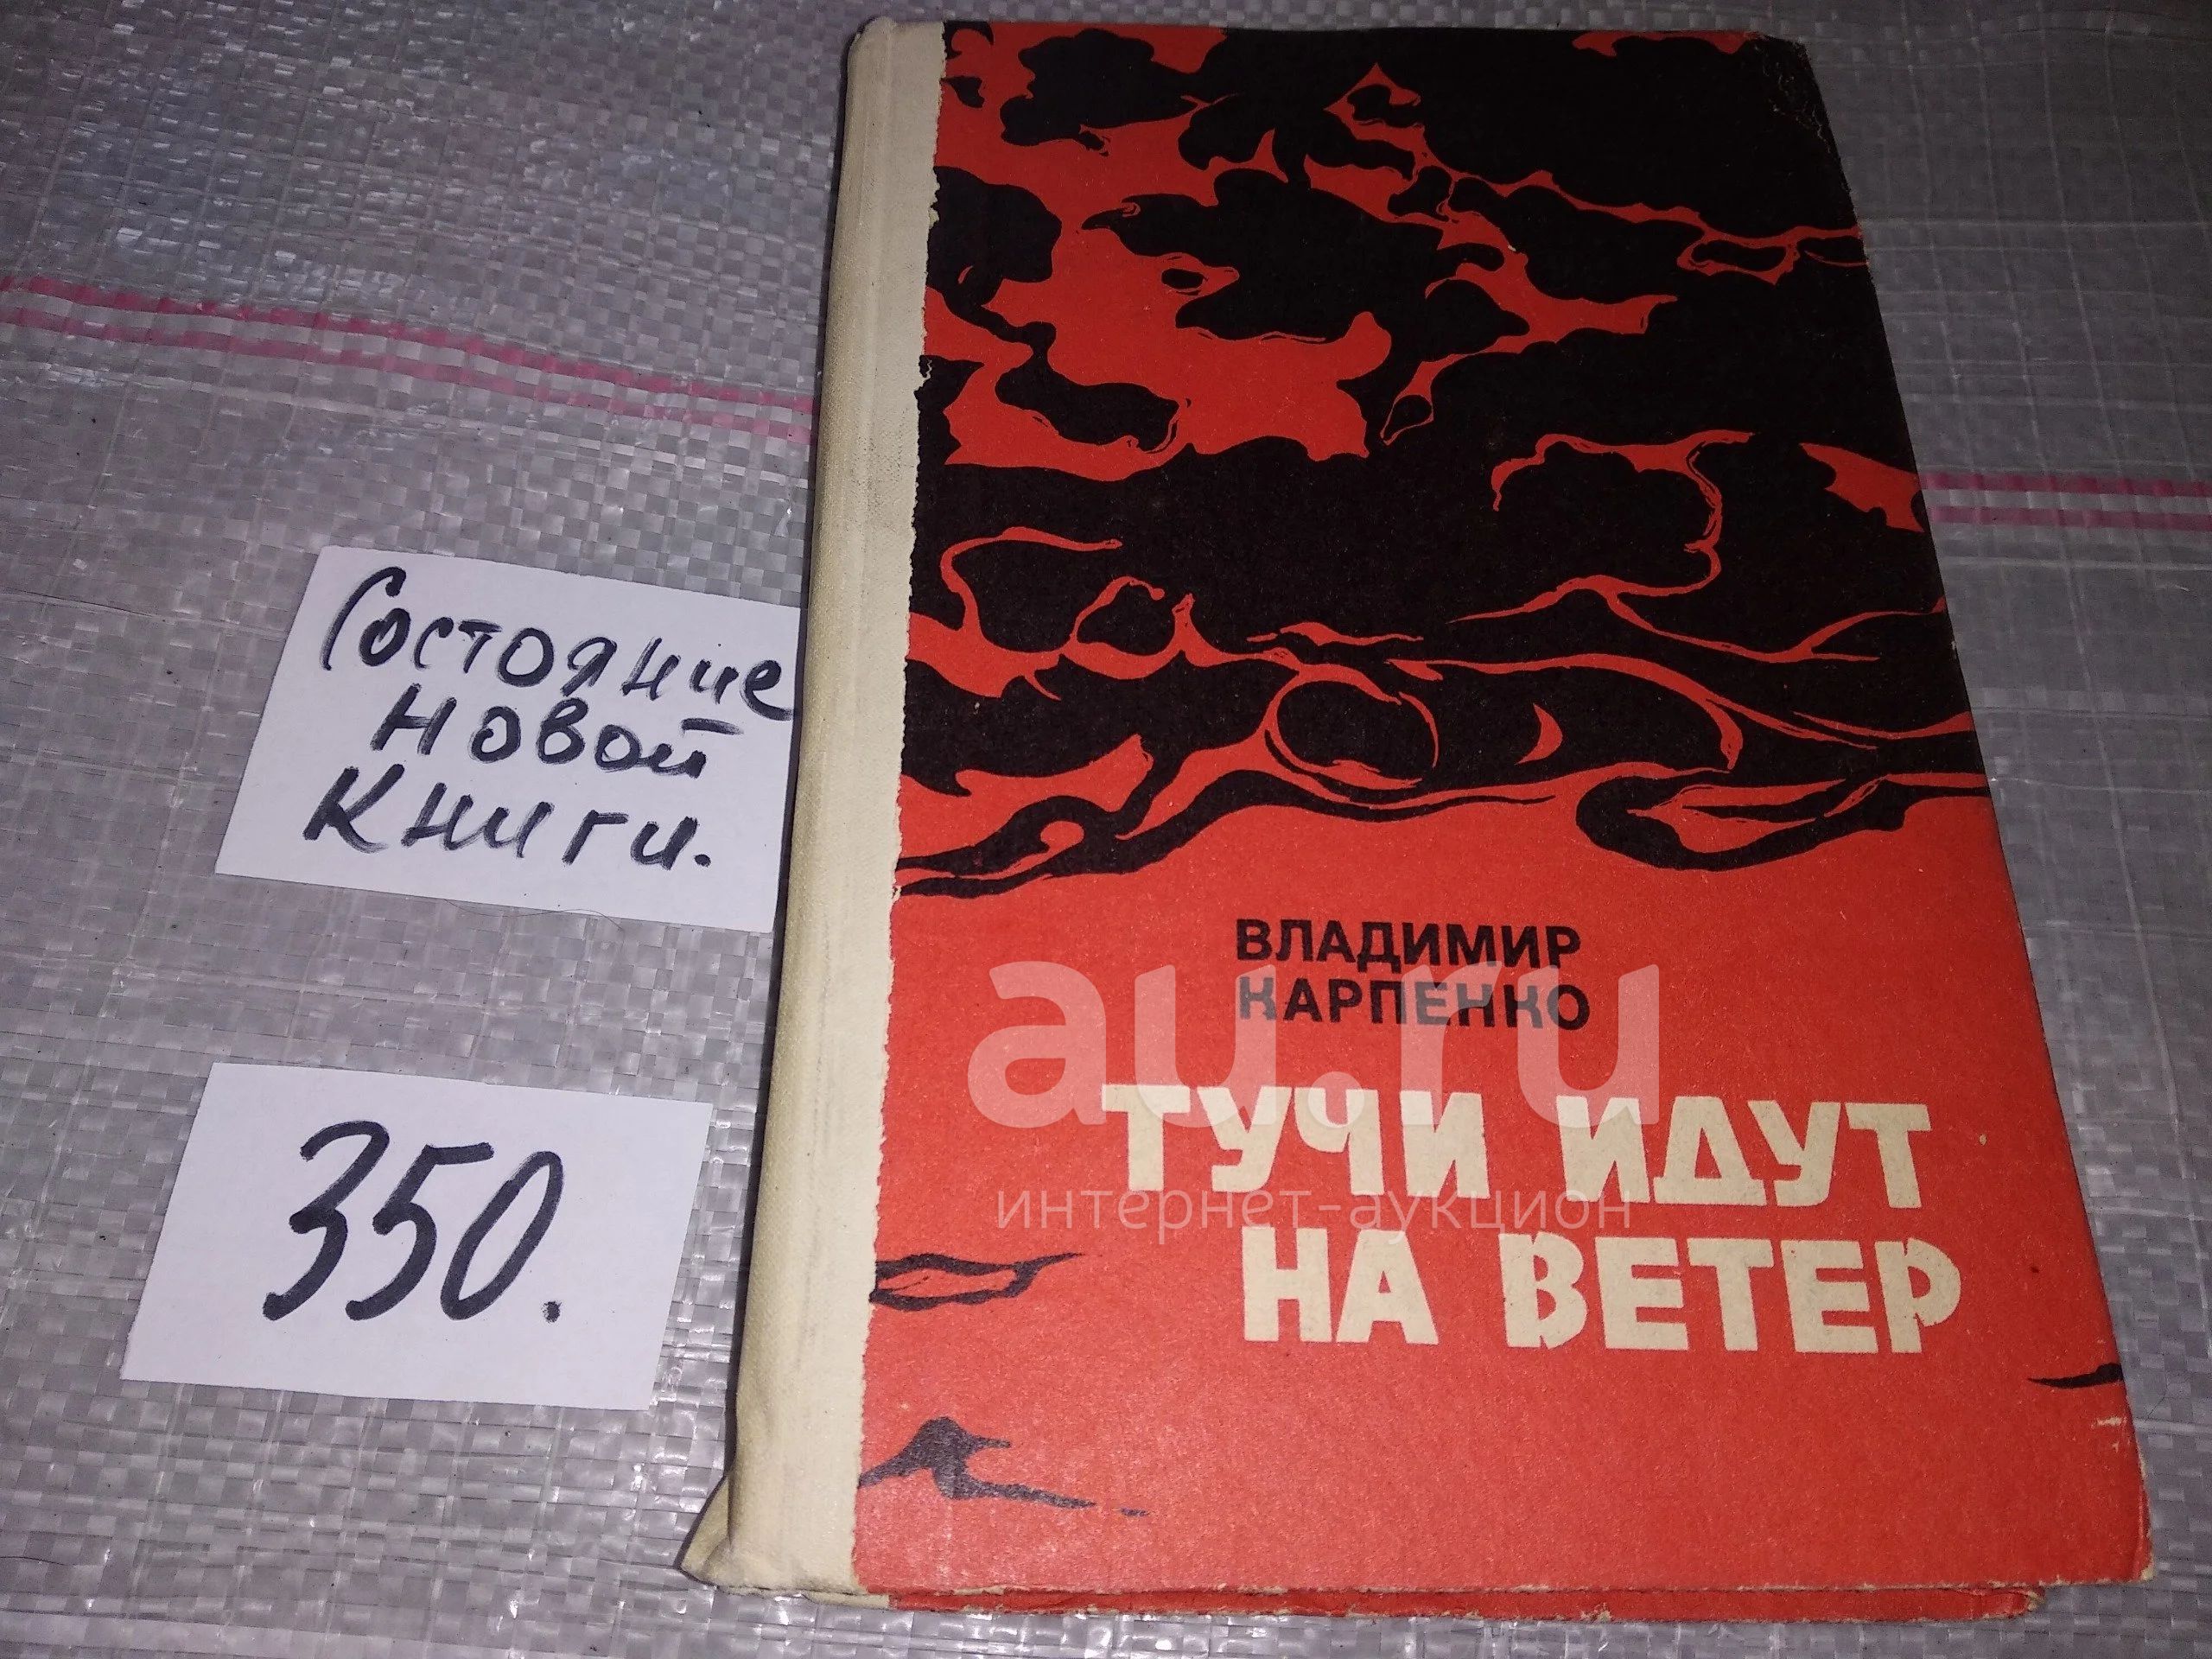 Состояние
новой
книги.
350.
ВЛАДИМИР
КАРПЕНКО
au.ru
ТУЧИ ИДУТ
интернет-аукцион
НА ВЕТЕР